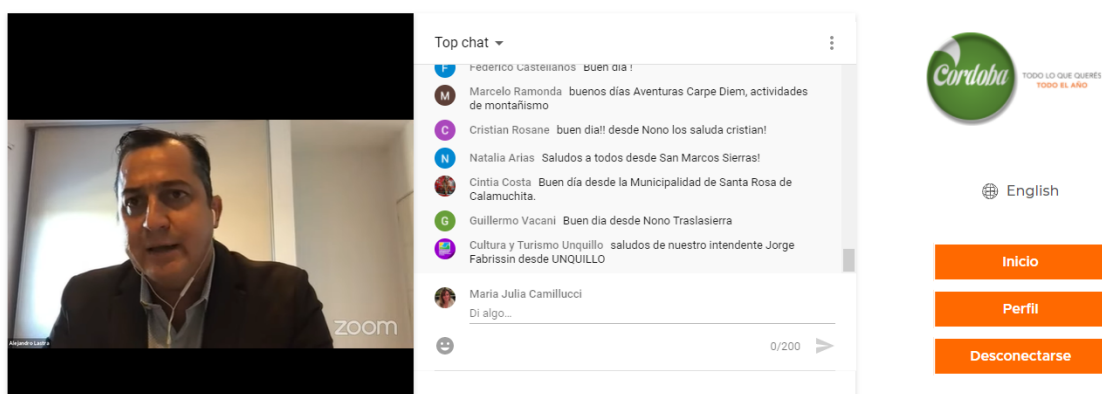 zoom
Alejandro Lastra
Top chat
F
Federico Castellanos Buen dia !
M
Marcelo Ramonda buenos días Aventuras Carpe Diem, actividades
de montañismo
C
Cristian Rosane buen dia!! desde Nono los saluda cristian!
N
Natalia Arias Saludos a todos desde San Marcos Sierras!
Cintia Costa Buen día desde la Municipalidad de Santa Rosa de
Calamuchita.
G
Guillermo Vacani Buen dia desde Nono Traslasierra
Cultura y Turismo Unquillo saludos de nuestro intendente Jorge
Fabrissin desde UNQUILLO
Maria Julia Camillucci
Di algo...
0/200
Cordoba
TODO LO QUE QUERÉS
TODO EL AÑO
English
Inicio
Perfil
Desconectarse